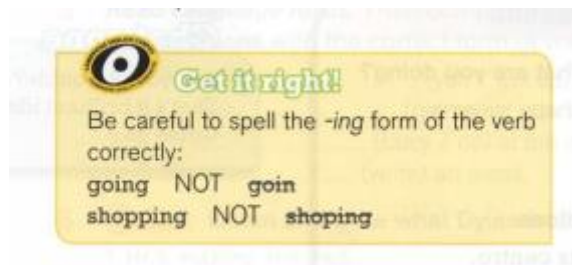 Get it right!
Be careful to spell the -ing form of the verb
correctly:
going NOT goin
shopping NOT shoping